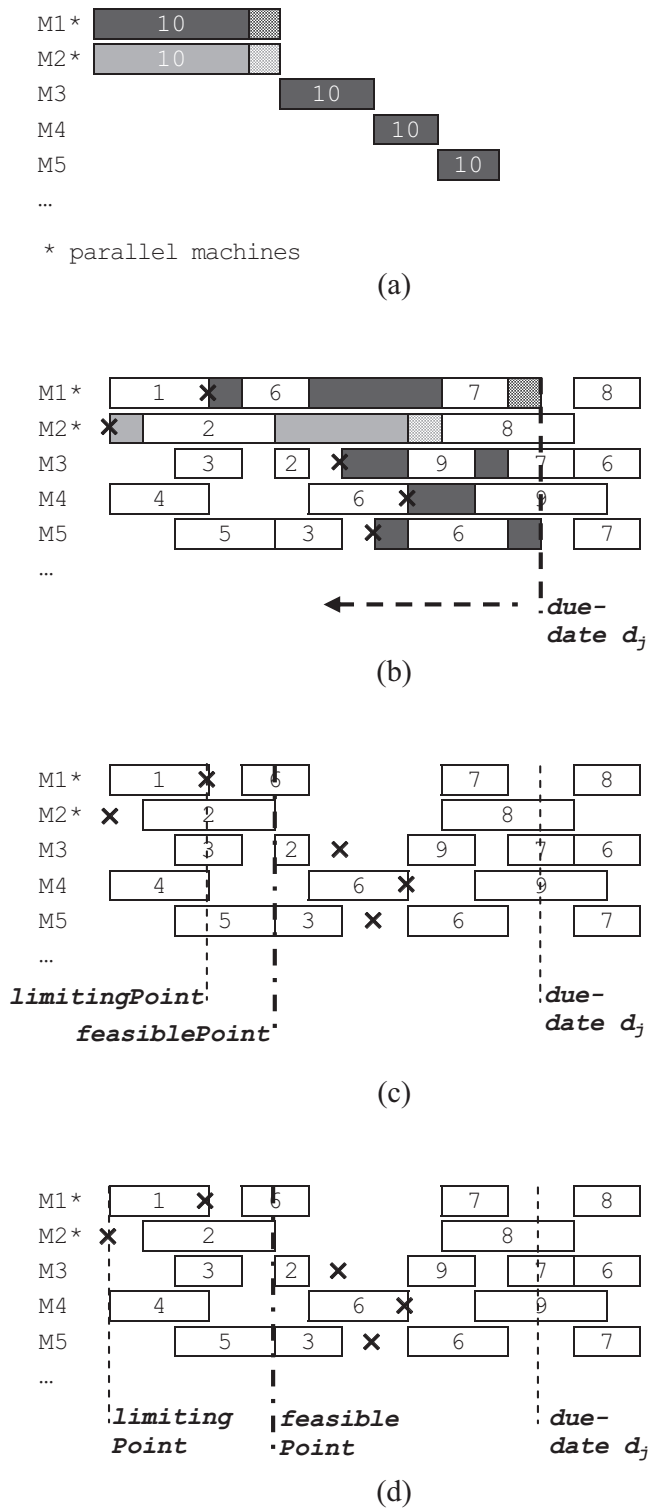 M1* 10
M2* 10
M3 10
M4 10
M5 10
...
* parallel machines
(a)
M1* 1 6 7 8
M2* 2 8
M3 3 2 9 7 6
M4 4 6 9
M5 5 3 6 7
...
due-
date dj
(b)
M1* 1 6 7 8
M2* 2 8
M3 3 2 9 7 6
M4 4 6 9
M5 5 3 6 7
...
limitingPoint
feasiblePoint
due-
date dj
(c)
M1* 1 6 7 8
M2* 2 8
M3 3 2 9 7 6
M4 4 6 9
M5 5 3 6 7
...
limiting feasible due-
Point Point date dj
(d)